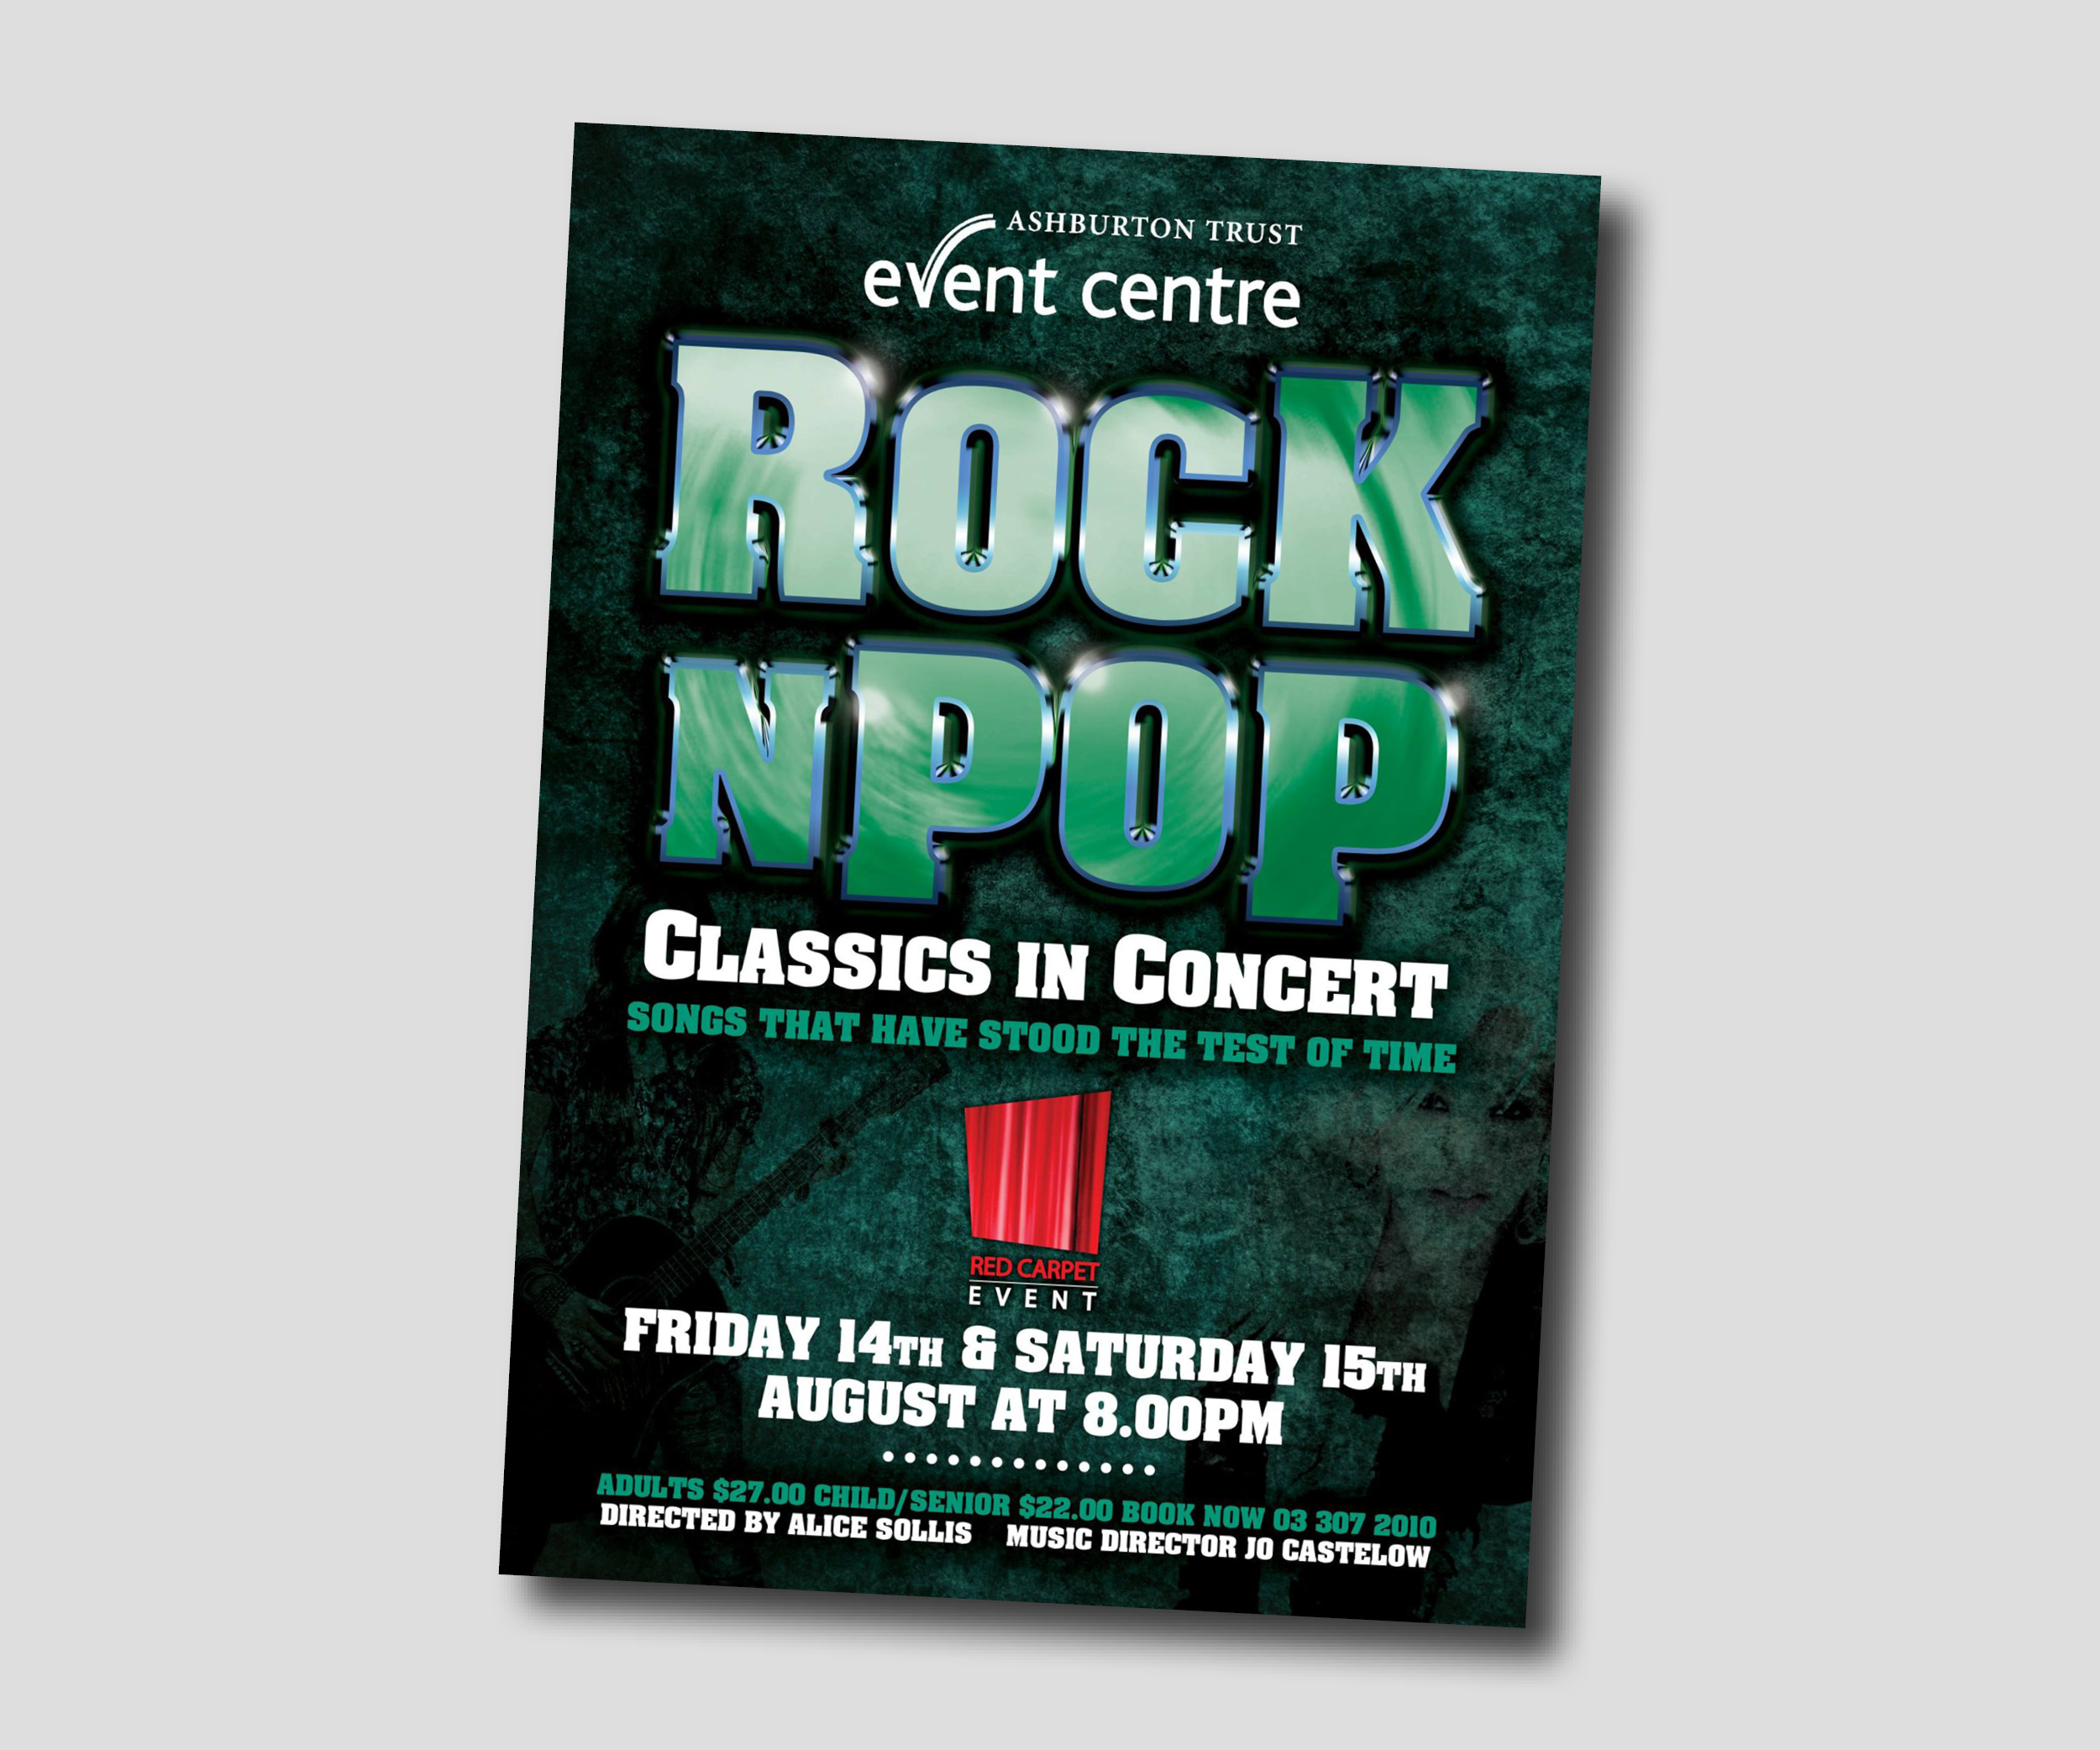 ASHBURTON TRUST
event centre
ROCK
NPOP
CLASSICS IN CONCERT
SONGS THAT HAVE STOOD THE TEST OF TIME
RED CARPET
EVENT
FRIDAY 14TH & SATURDAY 15TH
AUGUST AT 8.00PM
ADULTS $27.00 CHILD/SENIOR $22.00 BOOK NOW 03 307 2010
DIRECTED BY ALICE SOLLIS MUSIC DIRECTOR JO CASTELOW